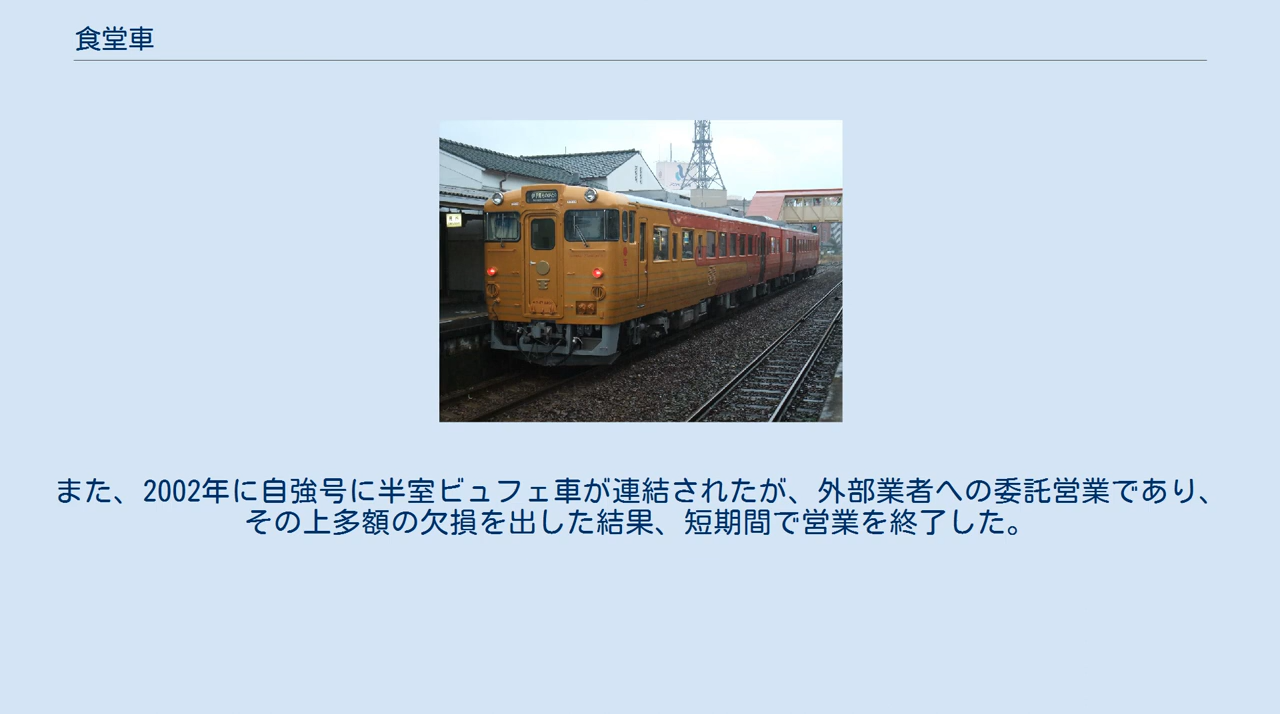 食堂車
また、2002年に自強号に半室ビュフェ車が連結されたが、外部業者への委託営業であり、
その上多額の欠損を出した結果、短期間で営業を終了した。